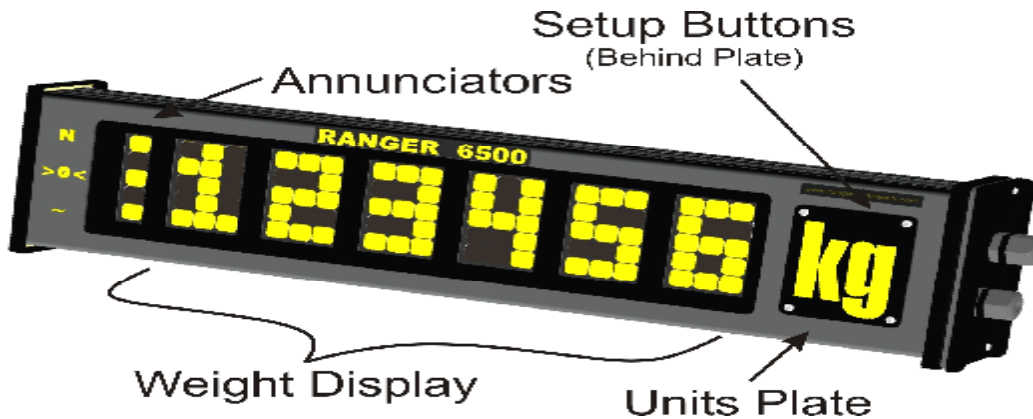 Setup Buttons
(Behind Plate)
Annunciators
RANGER 6500
N
>0<
~
123456
kg
Weight Display
Units Plate